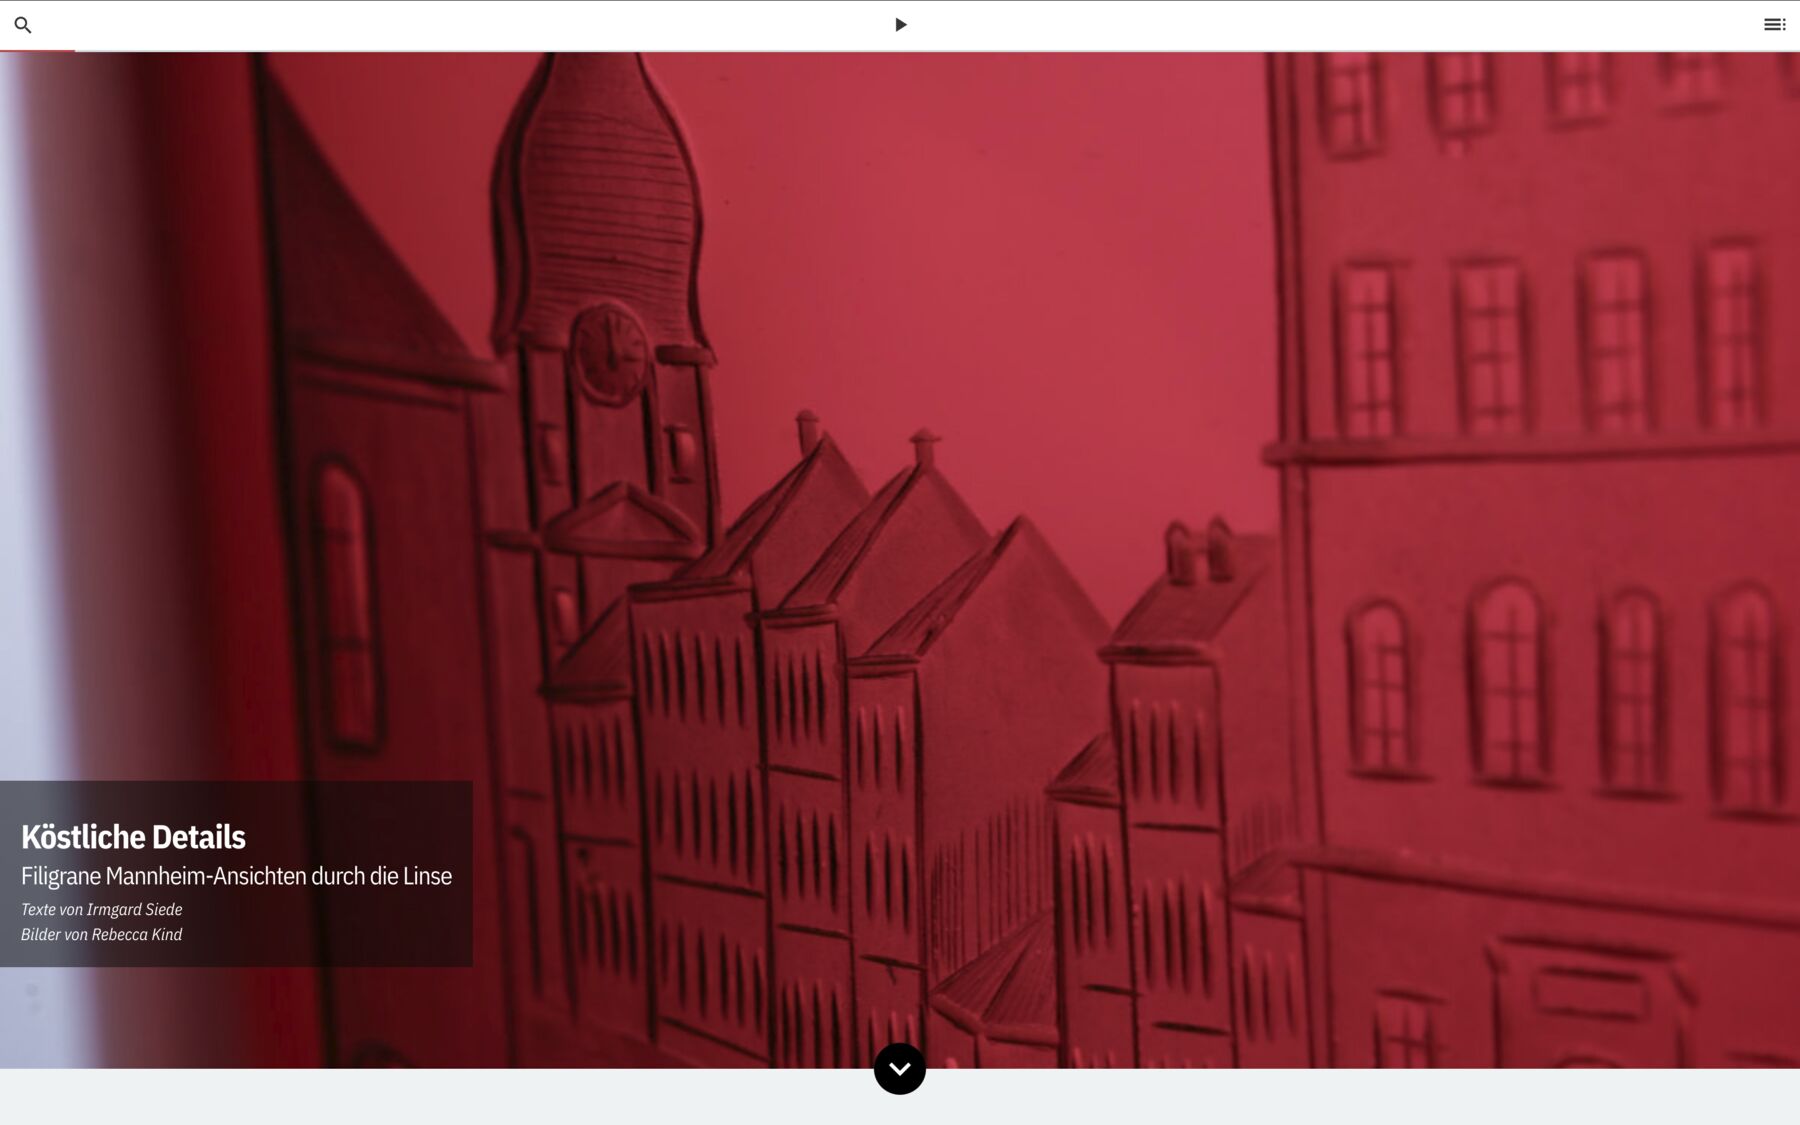 Köstliche Details
Filigrane Mannheim-Ansichten durch die Linse
Texte von Irmgard Siede
Bilder von Rebecca Kind